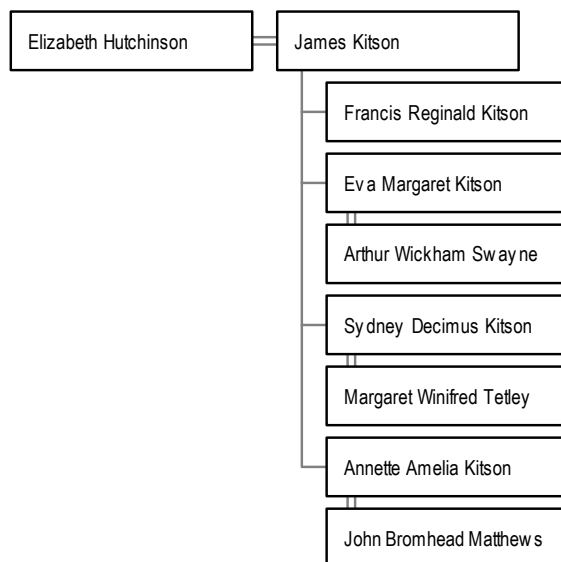 Elizabeth Hutchinson
James Kitson
Francis Reginald Kitson
Eva Margaret Kitson
Arthur Wickham Swayne
Sydney Decimus Kitson
Margaret Winifred Tetley
Annette Amelia Kitson
John Bromhead Matthews